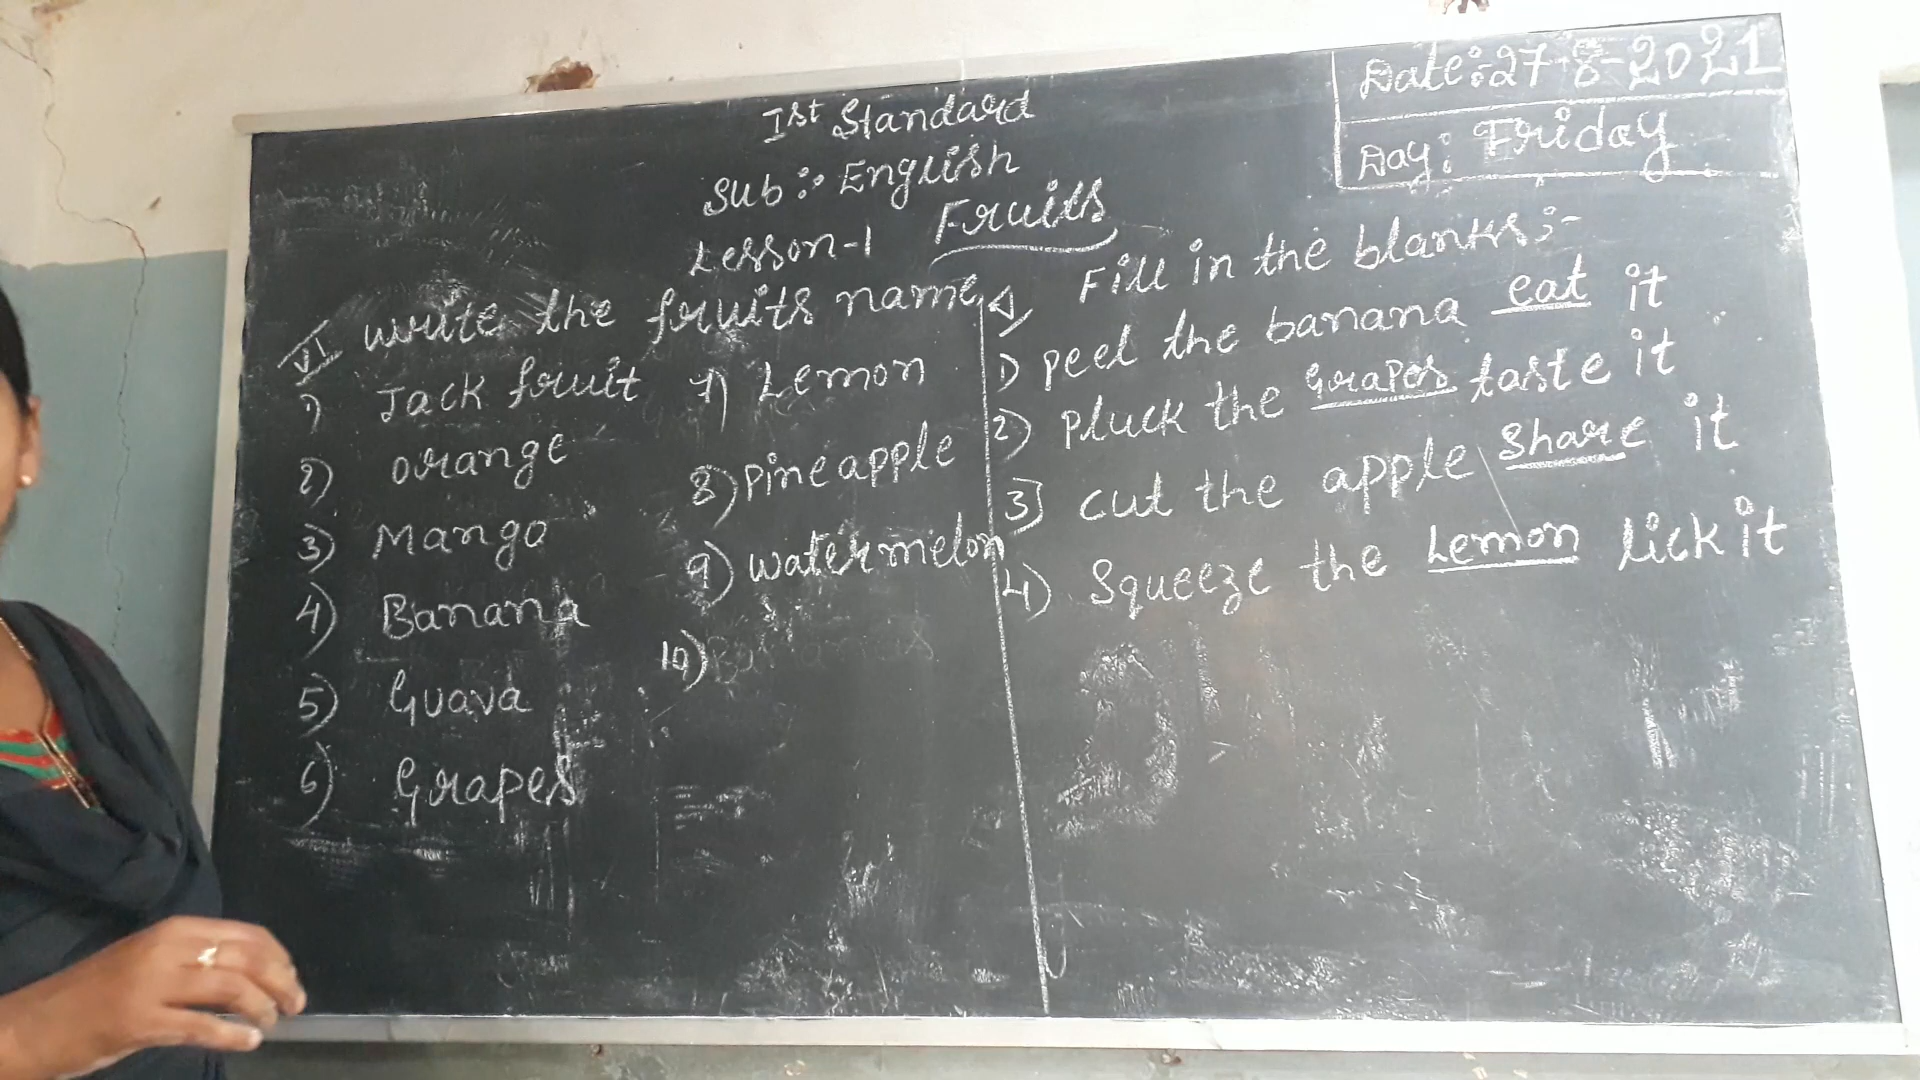 Date: 27-8-2021
Day: Friday
Ist Standard
Sub: English
Lesson-1 Fruits
VI write the fruits name
1) Jack fruit
2) orange
3) Mango
4) Banana
5) Guava
6) Grapes
7) Lemon
8) Pineapple
9) watermelon
10)
Fill in the blanks:-
1) peel the banana eat it
2) Pluck the Grapes taste it
3) cut the apple share it
4) Squeeze the Lemon lick it